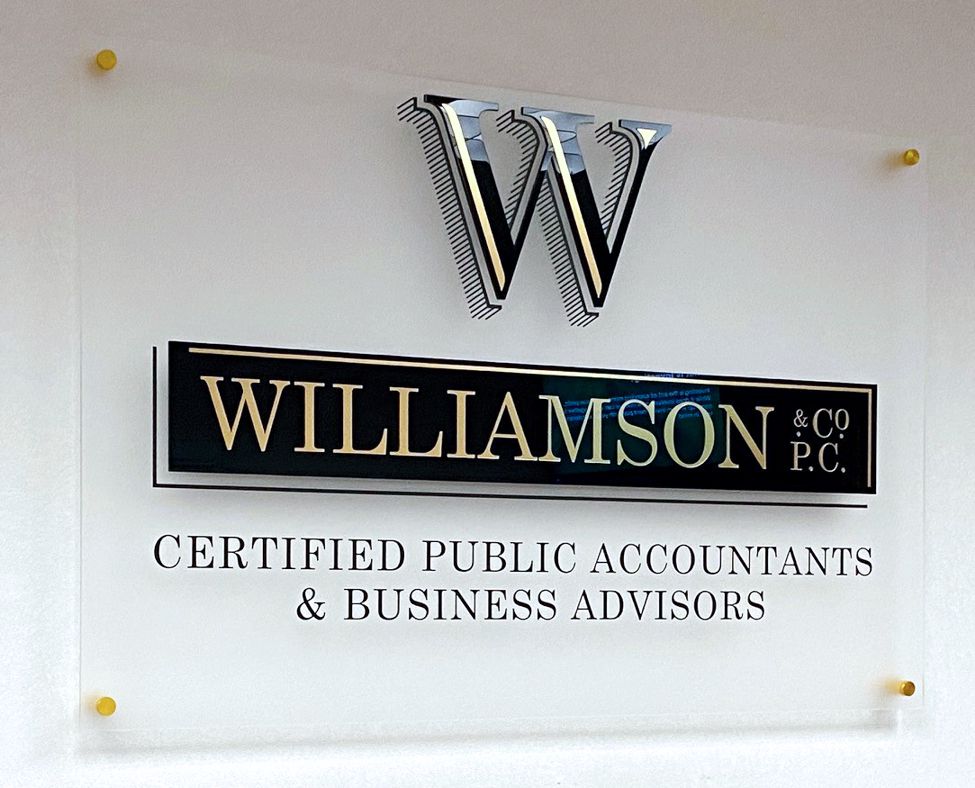 W
WILLIAMSON & CO
P.C.
CERTIFIED PUBLIC ACCOUNTANTS
& BUSINESS ADVISORS